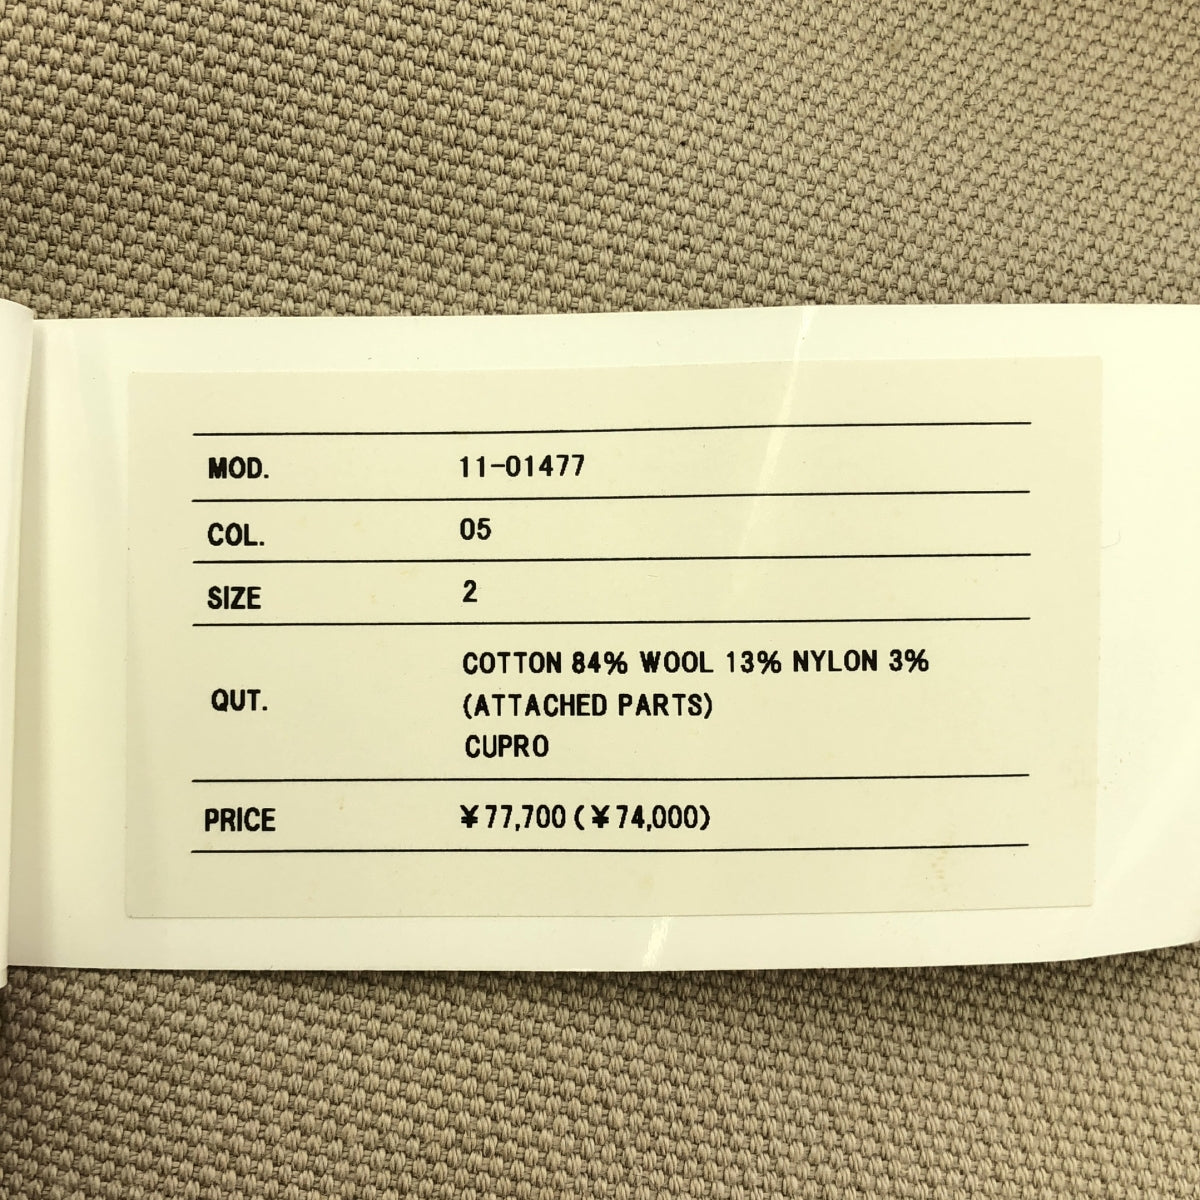 MOD. 11-01477
COL. 05
SIZE 2
QUT. COTTON 84% WOOL 13% NYLON 3%
(ATTACHED PARTS)
CUPRO
PRICE ¥77,700 (¥74,000)